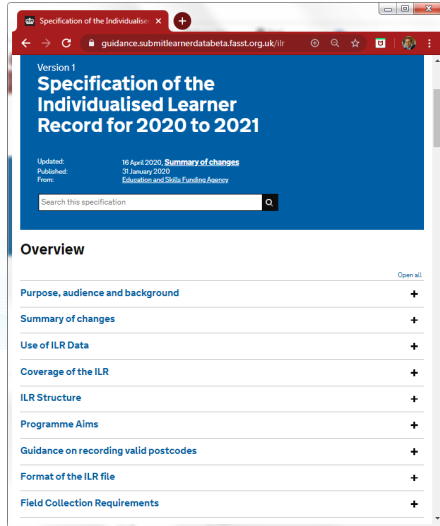 Specification of the Individualise
guidance.submitlearnerdatabeta.fasst.org.uk/ilr
Version 1
Specification of the
Individualised Learner
Record for 2020 to 2021
Updated: 16 April 2020, Summary of changes
Published: 31 January 2020
From: Education and Skills Funding Agency
Search this specification
Overview
Open all
Purpose, audience and background
Summary of changes
Use of ILR Data
Coverage of the ILR
ILR Structure
Programme Aims
Guidance on recording valid postcodes
Format of the ILR file
Field Collection Requirements